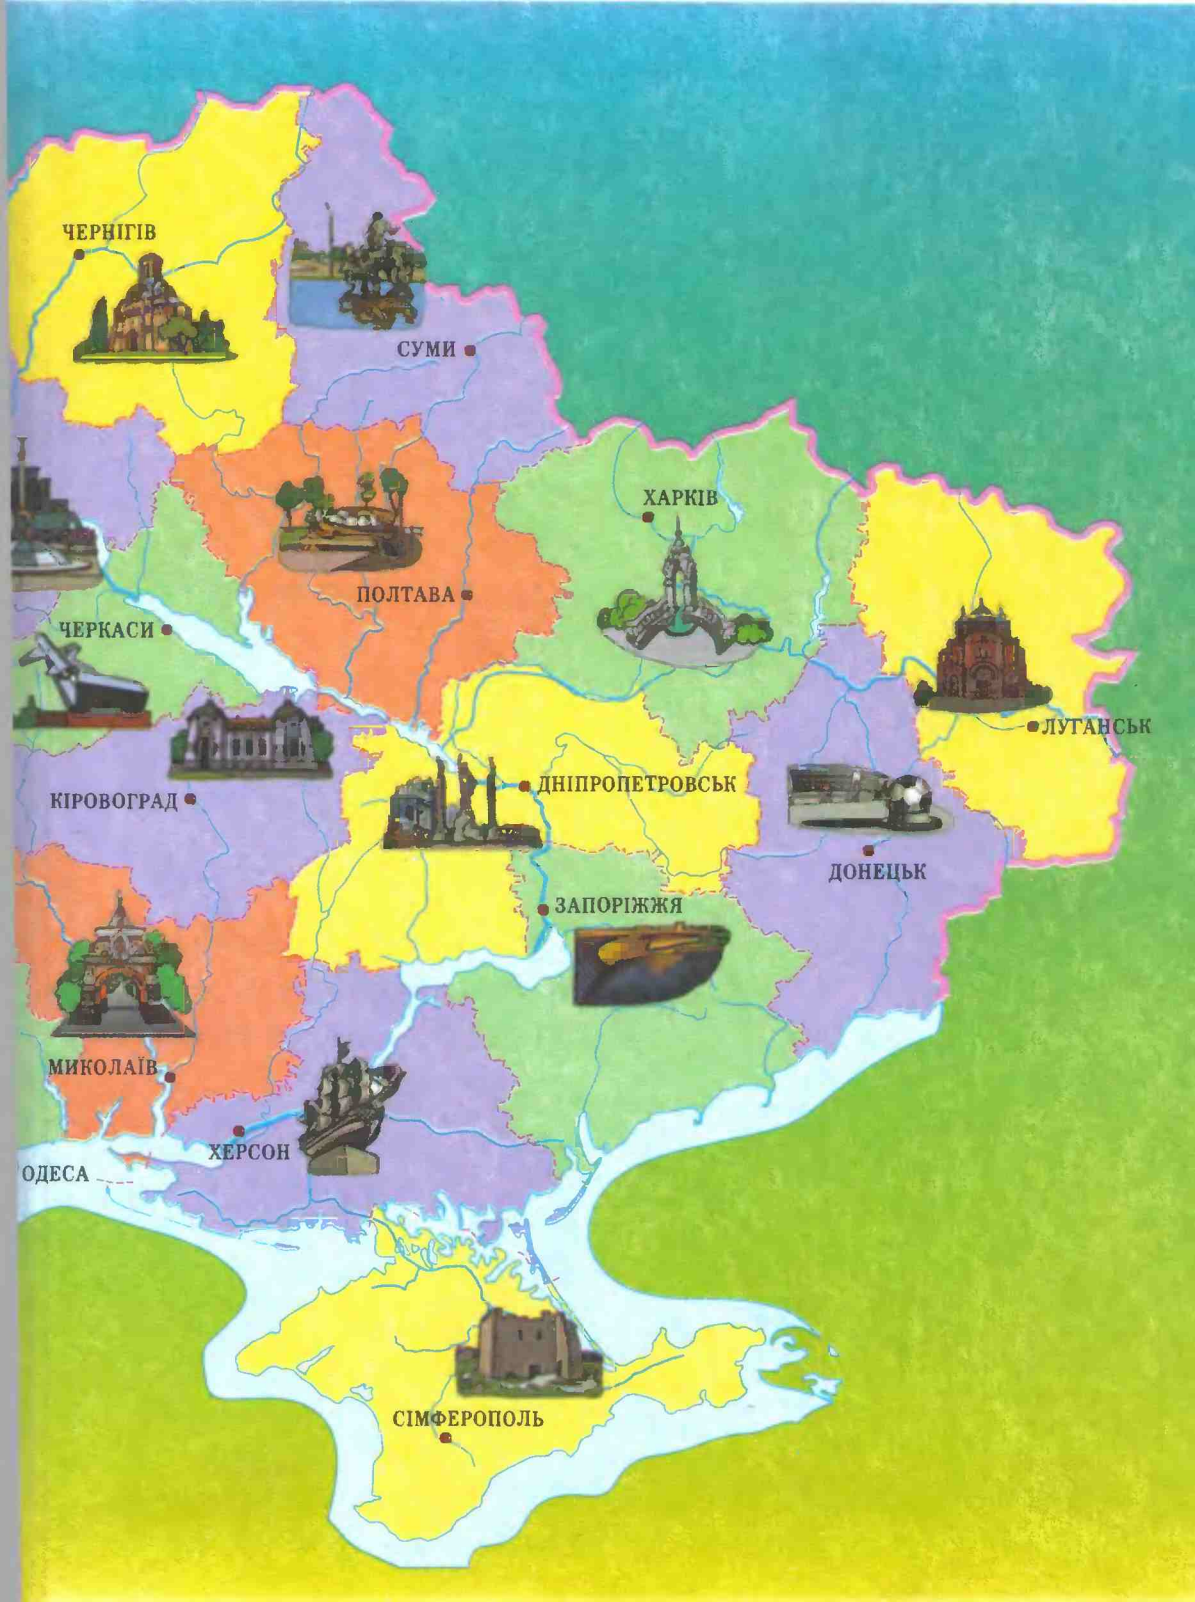 ЧЕРНІГІВ
СУМИ
ХАРКІВ
ПОЛТАВА
ЧЕРКАСИ
ЛУГАНСЬК
ДНІПРОПЕТРОВСЬК
КІРОВОГРАД
ДОНЕЦЬК
ЗАПОРІЖЖЯ
МИКОЛАЇВ
ХЕРСОН
ОДЕСА
СІМФЕРОПОЛЬ